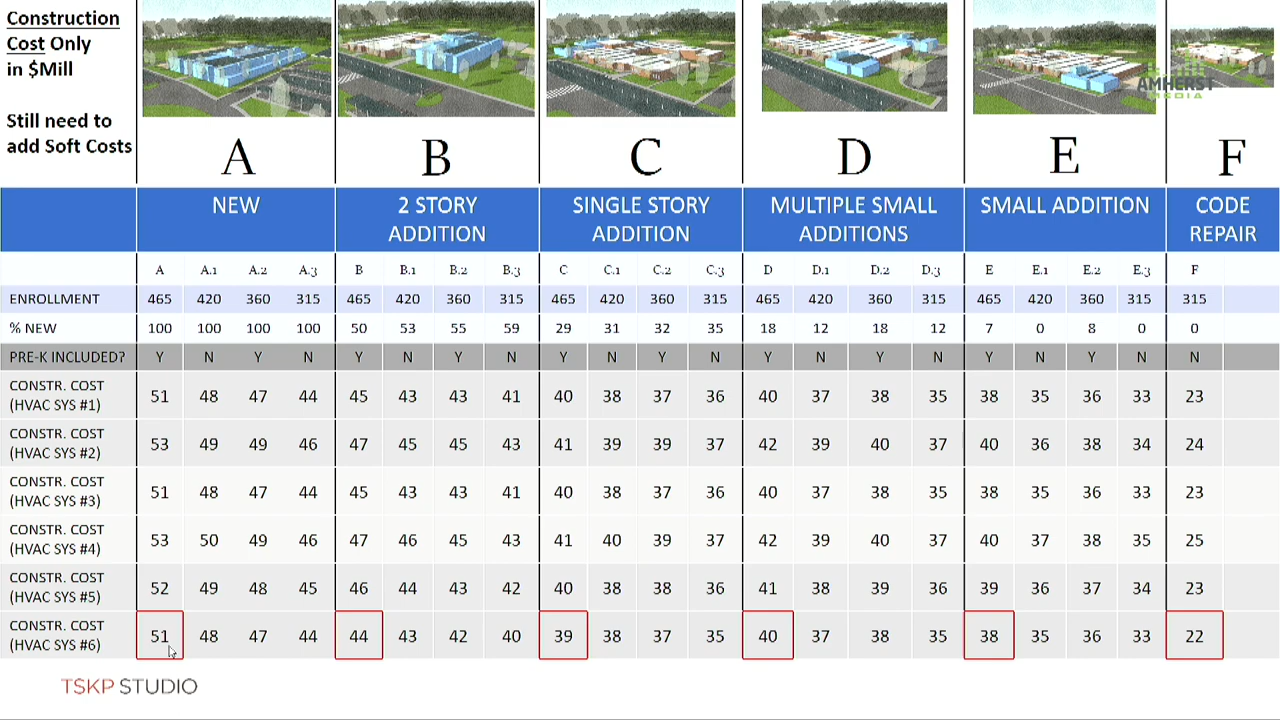 Construction
Cost Only
in $Mill
Still need to
add Soft Costs
AMHERST
MEDIA
A B C D E F
NEW 2 STORY ADDITION SINGLE STORY ADDITION MULTIPLE SMALL ADDITIONS SMALL ADDITION CODE REPAIR
A A.1 A.2 A.3 B B.1 B.2 B.3 C C.1 C.2 C.3 D D.1 D.2 D.3 E E.1 E.2 E.3 F
ENROLLMENT 465 420 360 315 465 420 360 315 465 420 360 315 465 420 360 315 465 420 360 315 315
% NEW 100 100 100 100 50 53 55 59 29 31 32 35 18 12 18 12 7 0 8 0 0
PRE-K INCLUDED? Y N Y N Y N Y N Y N Y N Y N Y N Y N Y N N
CONSTR. COST (HVAC SYS #1) 51 48 47 44 45 43 43 41 40 38 37 36 40 37 38 35 38 35 36 33 23
CONSTR. COST (HVAC SYS #2) 53 49 49 46 47 45 45 43 41 39 39 37 42 39 40 37 40 36 38 34 24
CONSTR. COST (HVAC SYS #3) 51 48 47 44 45 43 43 41 40 38 37 36 40 37 38 35 38 35 36 33 23
CONSTR. COST (HVAC SYS #4) 53 50 49 46 47 46 45 43 41 40 39 37 42 39 40 37 40 37 38 35 25
CONSTR. COST (HVAC SYS #5) 52 49 48 45 46 44 43 42 40 38 38 36 41 38 39 36 39 36 37 34 23
CONSTR. COST (HVAC SYS #6) 51 48 47 44 44 43 42 40 39 38 37 35 40 37 38 35 38 35 36 33 22
TSKP STUDIO